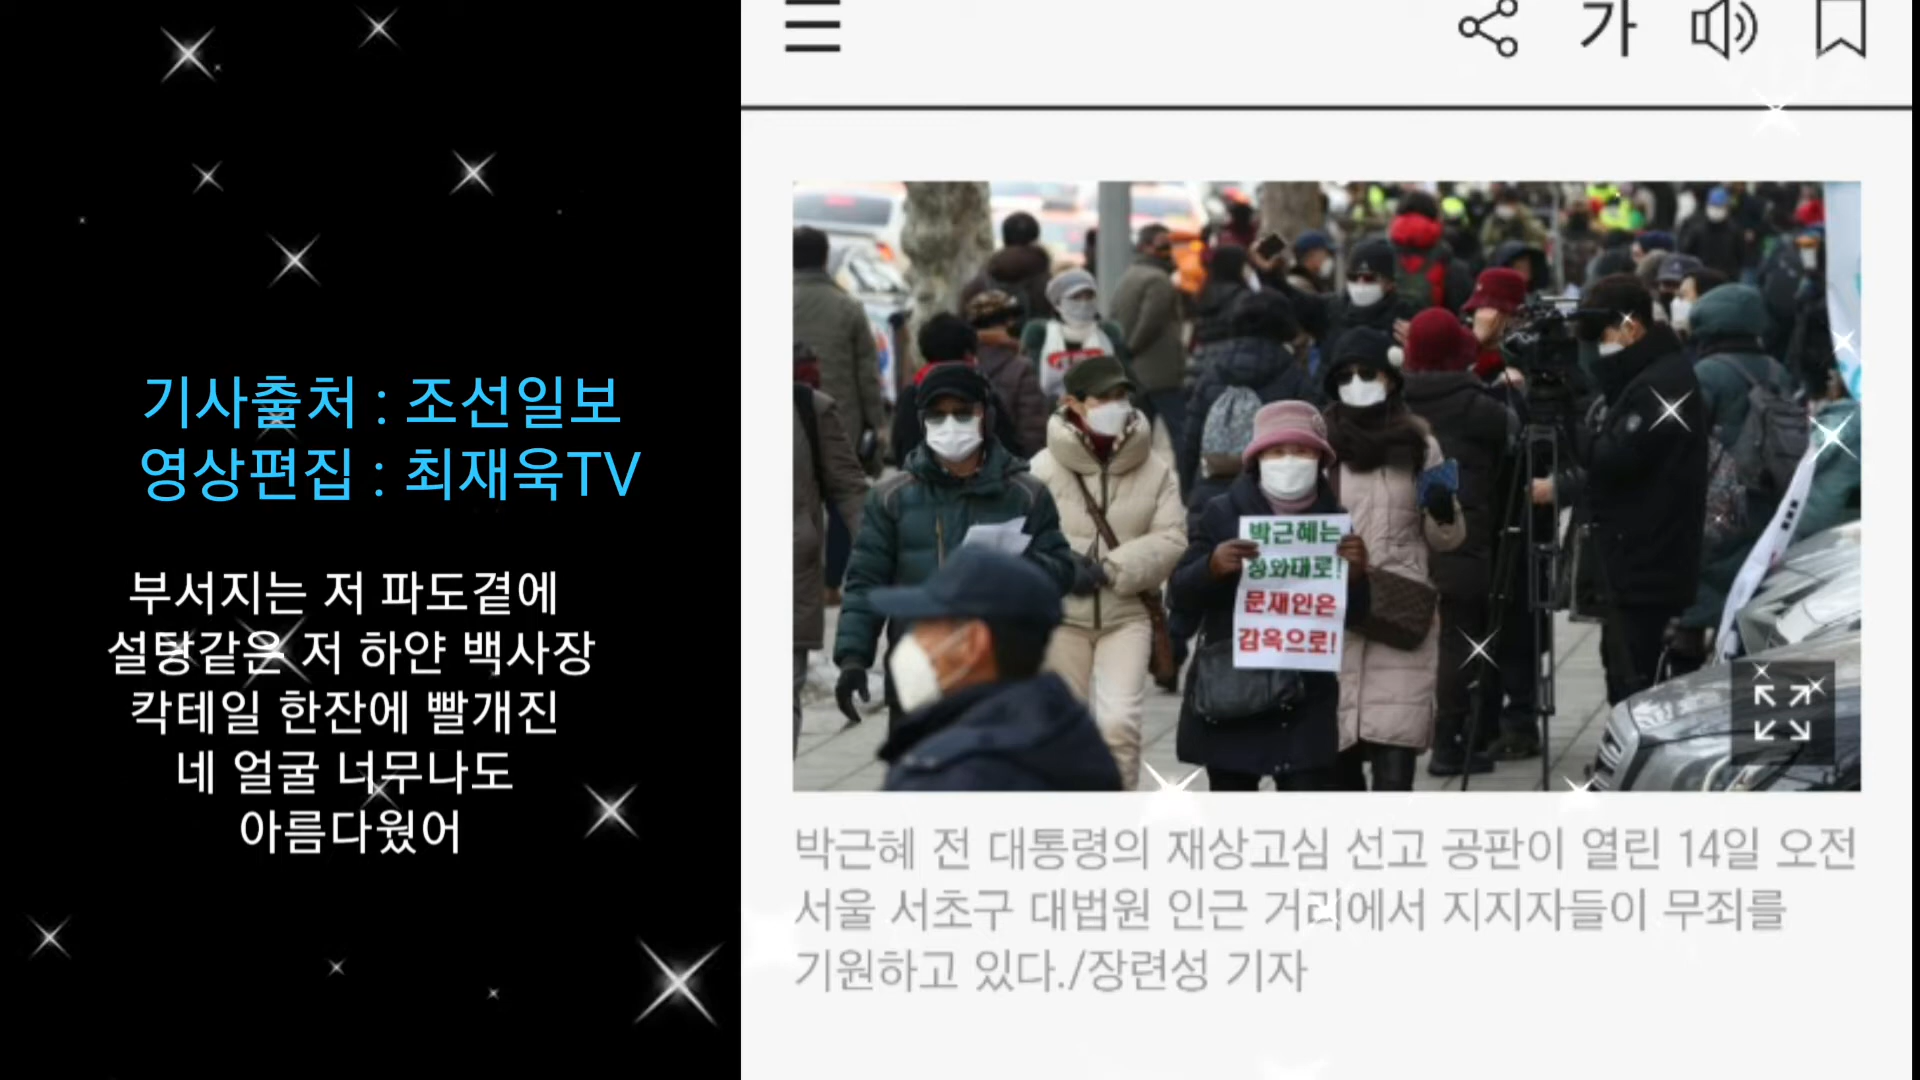 기사출처 : 조선일보
영상편집 : 최재욱TV
부서지는 저 파도곁에
설탕같은 저 하얀 백사장
칵테일 한잔에 빨개진
네 얼굴 너무나도
아름다웠어
가
박근혜는
청와대로!
문재인은
감옥으로!
박근혜 전 대통령의 재상고심 선고 공판이 열린 14일 오전
서울 서초구 대법원 인근 거리에서 지지자들이 무죄를
기원하고 있다./장련성 기자